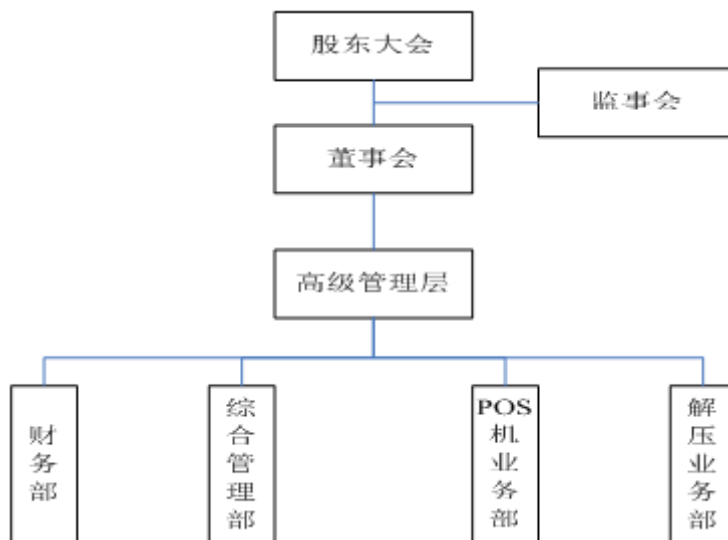 股东大会
监事会
董事会
高级管理层
财务部
综合管理部
POS机业务部
解压业务部